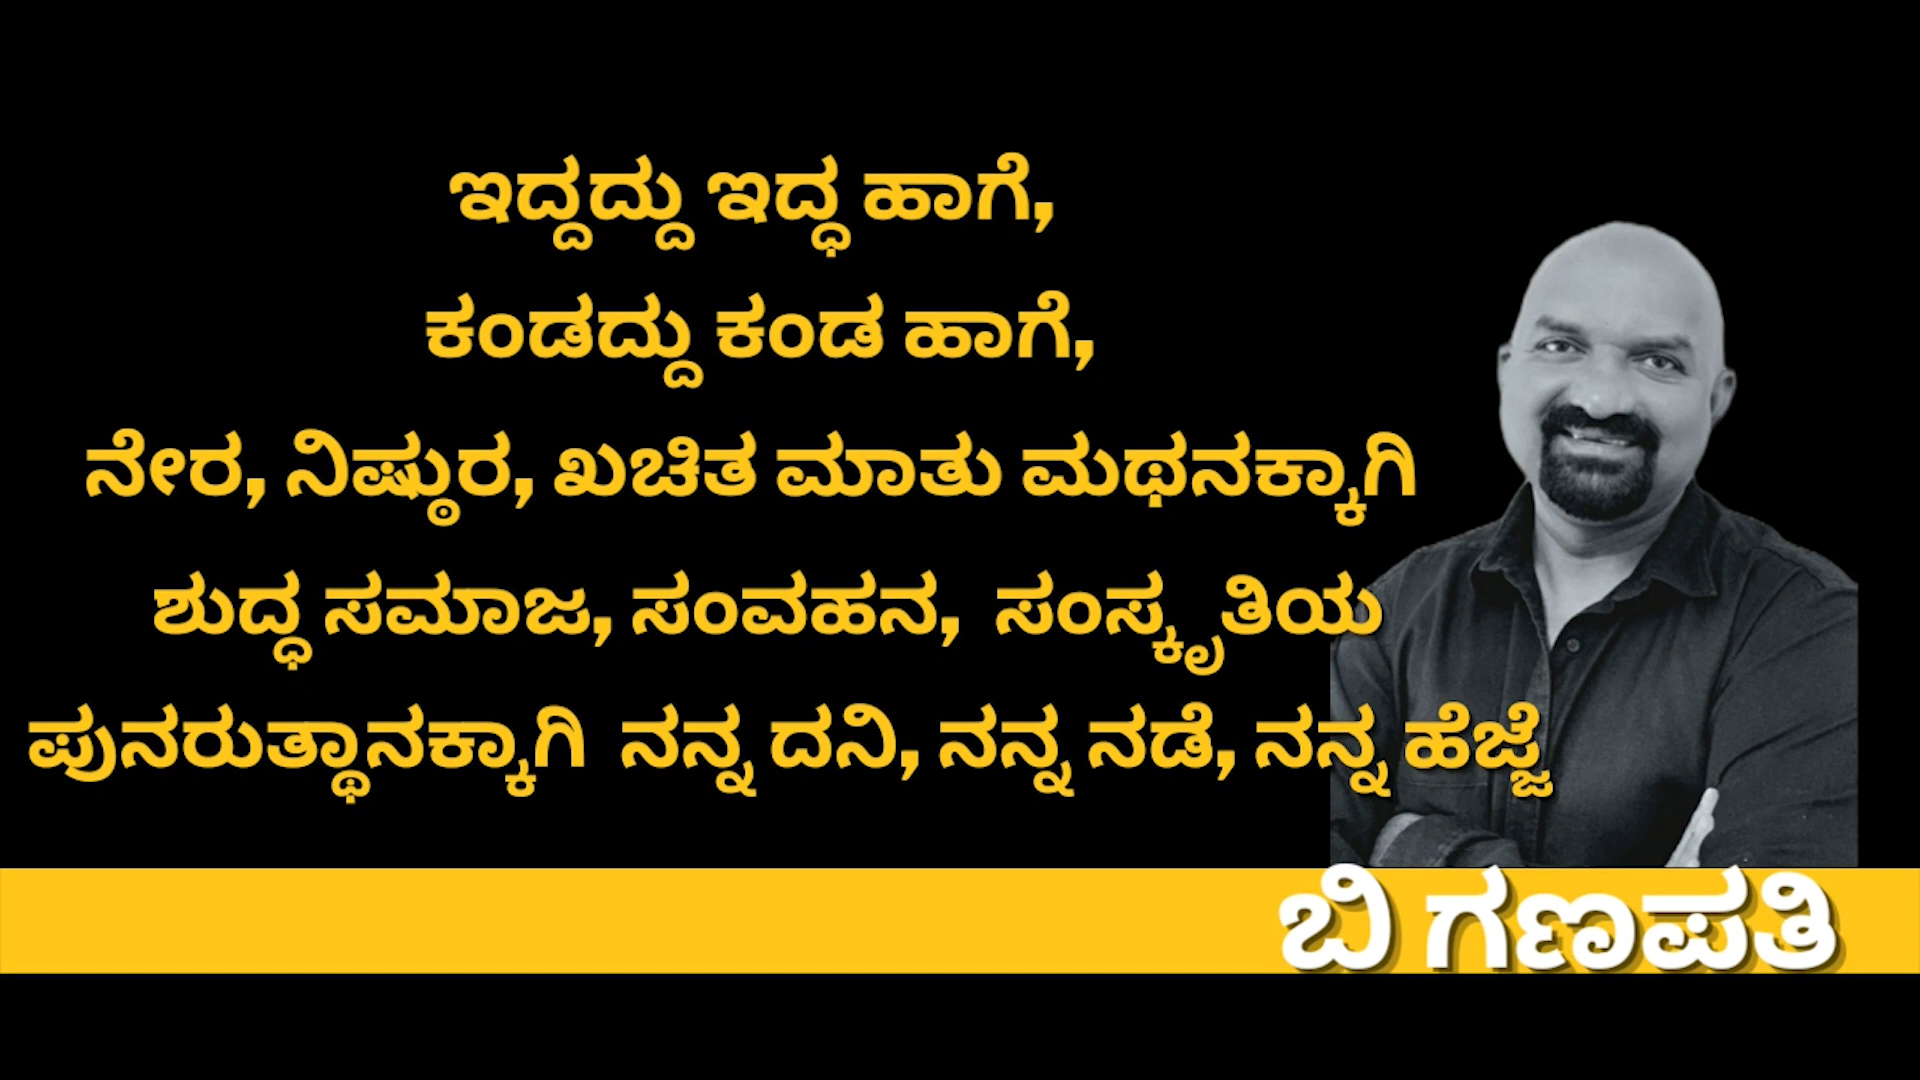 ಇದ್ದದ್ದು ಇದ್ಧ ಹಾಗೆ,
ಕಂಡದ್ದು ಕಂಡ ಹಾಗೆ,
ನೇರ, ನಿಷ್ಠುರ, ಖಚಿತ ಮಾತು ಮಥನಕ್ಕಾಗಿ
ಶುದ್ಧ ಸಮಾಜ, ಸಂವಹನ, ಸಂಸ್ಕೃತಿಯ
ಪುನರುತ್ಥಾನಕ್ಕಾಗಿ ನನ್ನ ದನಿ, ನನ್ನ ನಡೆ, ನನ್ನ ಹೆಜ್ಜೆ
ಬಿ ಗಣಪತಿ